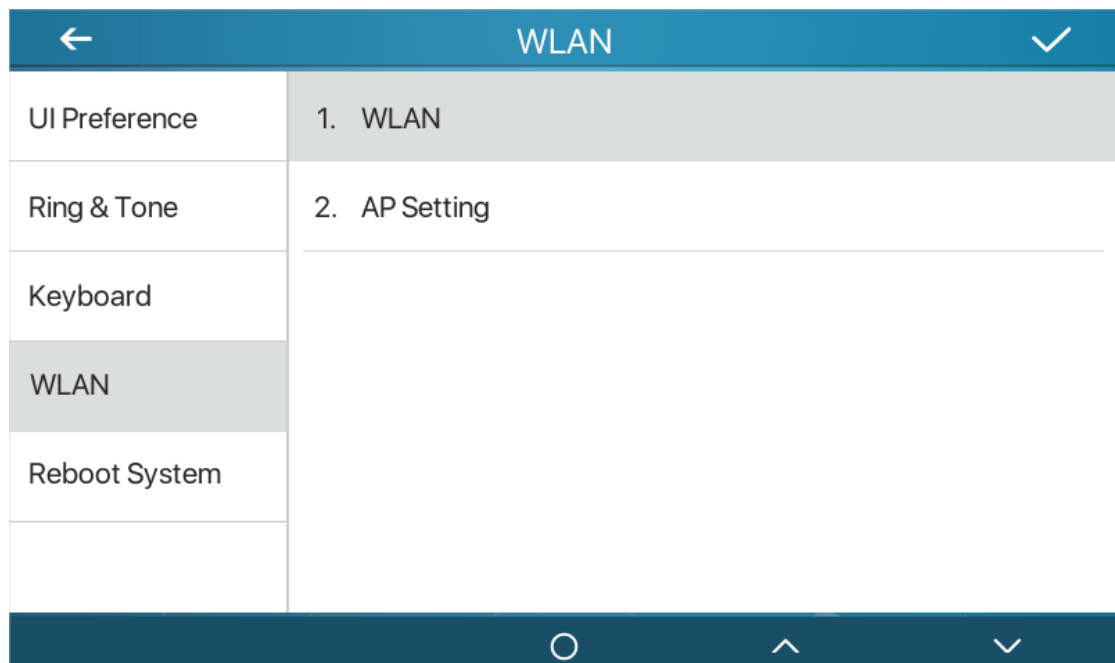 WLAN
UI Preference
Ring & Tone
Keyboard
WLAN
Reboot System
1. WLAN
2. AP Setting